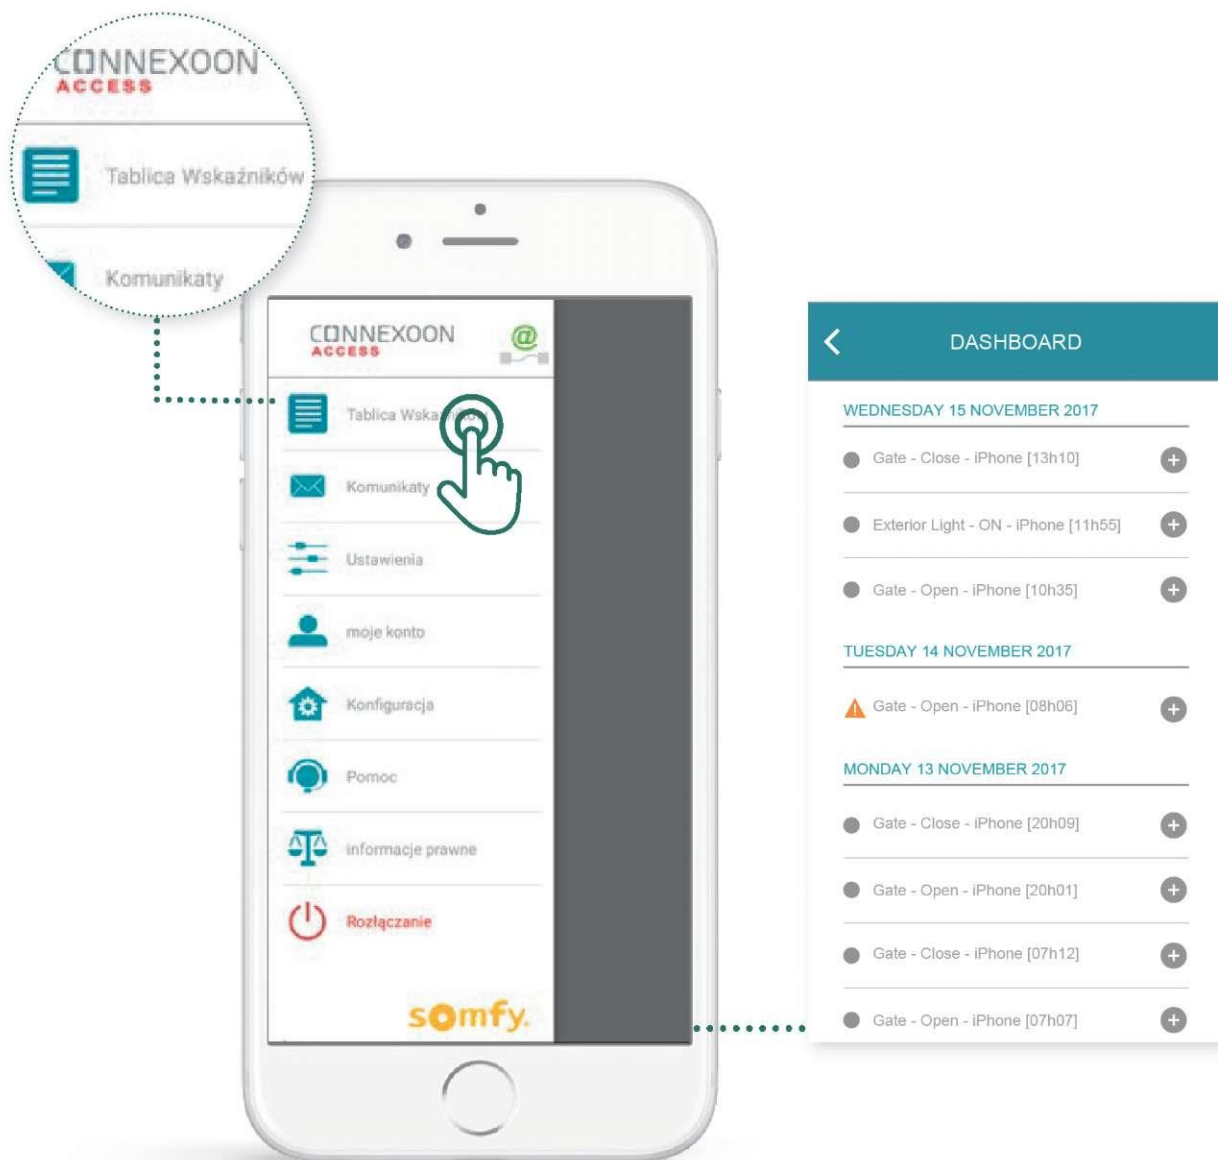 CONNEXOON
ACCESS
Tablica Wskaźników
Komunikaty
CONNEXOON
ACCESS
@
Tablica Wskaźników
Komunikaty
Ustawienia
moje konto
Konfiguracja
Pomoc
informacje prawne
Rozłączanie
somfy.
DASHBOARD
WEDNESDAY 15 NOVEMBER 2017
Gate - Close - iPhone [13h10]
Exterior Light - ON - iPhone [11h55]
Gate - Open - iPhone [10h35]
TUESDAY 14 NOVEMBER 2017
Gate - Open - iPhone [08h06]
MONDAY 13 NOVEMBER 2017
Gate - Close - iPhone [20h09]
Gate - Open - iPhone [20h01]
Gate - Close - iPhone [07h12]
Gate - Open - iPhone [07h07]